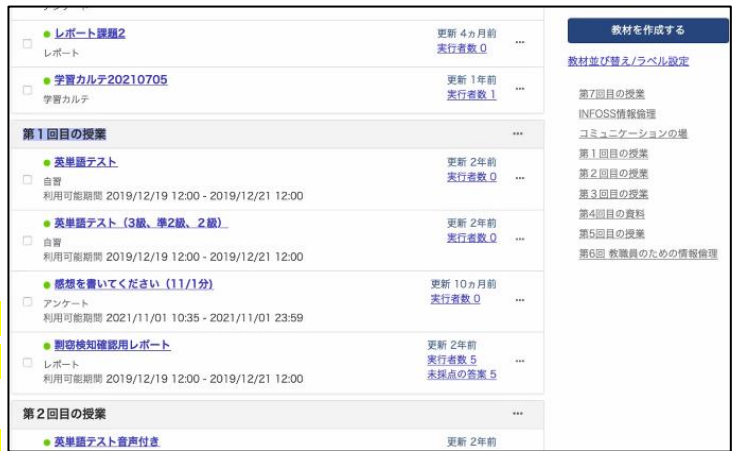 ● レポート課題2
更新 4ヵ月前
レポート
実行者数 0
...
● 学習カルテ20210705
更新 1年前
学習カルテ
実行者数 1
...
第1回目の授業
...
● 英単語テスト
更新 2年前
自習
実行者数 0
...
利用可能期間 2019/12/19 12:00 - 2019/12/21 12:00
● 英単語テスト（3級、準2級、２級）
更新 2年前
自習
実行者数 0
...
利用可能期間 2019/12/19 12:00 - 2019/12/21 12:00
● 感想を書いてください（11/1分)
更新 10ヵ月前
アンケート
実行者数 0
...
利用可能期間 2021/11/01 10:35 - 2021/11/01 23:59
● 剽窃検知確認用レポート
更新 2年前
レポート
実行者数 5
...
利用可能期間 2019/12/19 12:00 - 2019/12/21 12:00
未採点の答案 5
第２回目の授業
...
● 英単語テスト音声付き
更新 2年前
教材を作成する
教材並び替え/ラベル設定
第7回目の授業
INFOSS情報倫理
コミュニケーションの場
第１回目の授業
第２回目の授業
第３回目の授業
第4回目の資料
第5回目の授業
第6回 教職員のための情報倫理